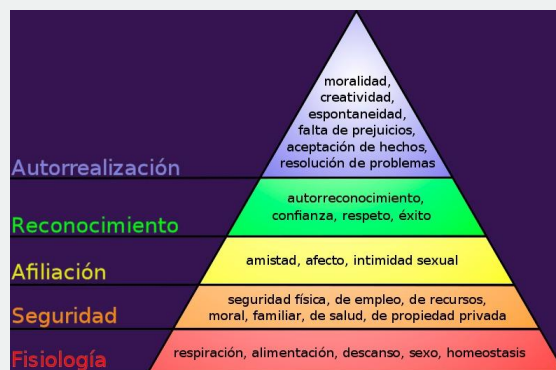 moralidad,
creatividad,
espontaneidad,
falta de prejuicios,
aceptación de hechos,
resolución de problemas
Autorrealización
autorreconocimiento,
confianza, respeto, éxito
Reconocimiento
amistad, afecto, intimidad sexual
Afiliación
seguridad física, de empleo, de recursos,
moral, familiar, de salud, de propiedad privada
Seguridad
respiración, alimentación, descanso, sexo, homeostasis
Fisiología